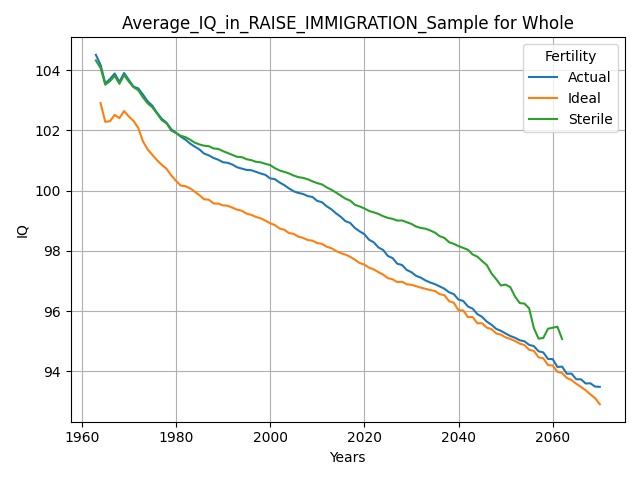 Average_IQ_in_RAISE_IMMIGRATION_Sample for Whole
Fertility
Actual
Ideal
Sterile
IQ
104
102
100
98
96
94
1960
1980
2000
2020
2040
2060
Years